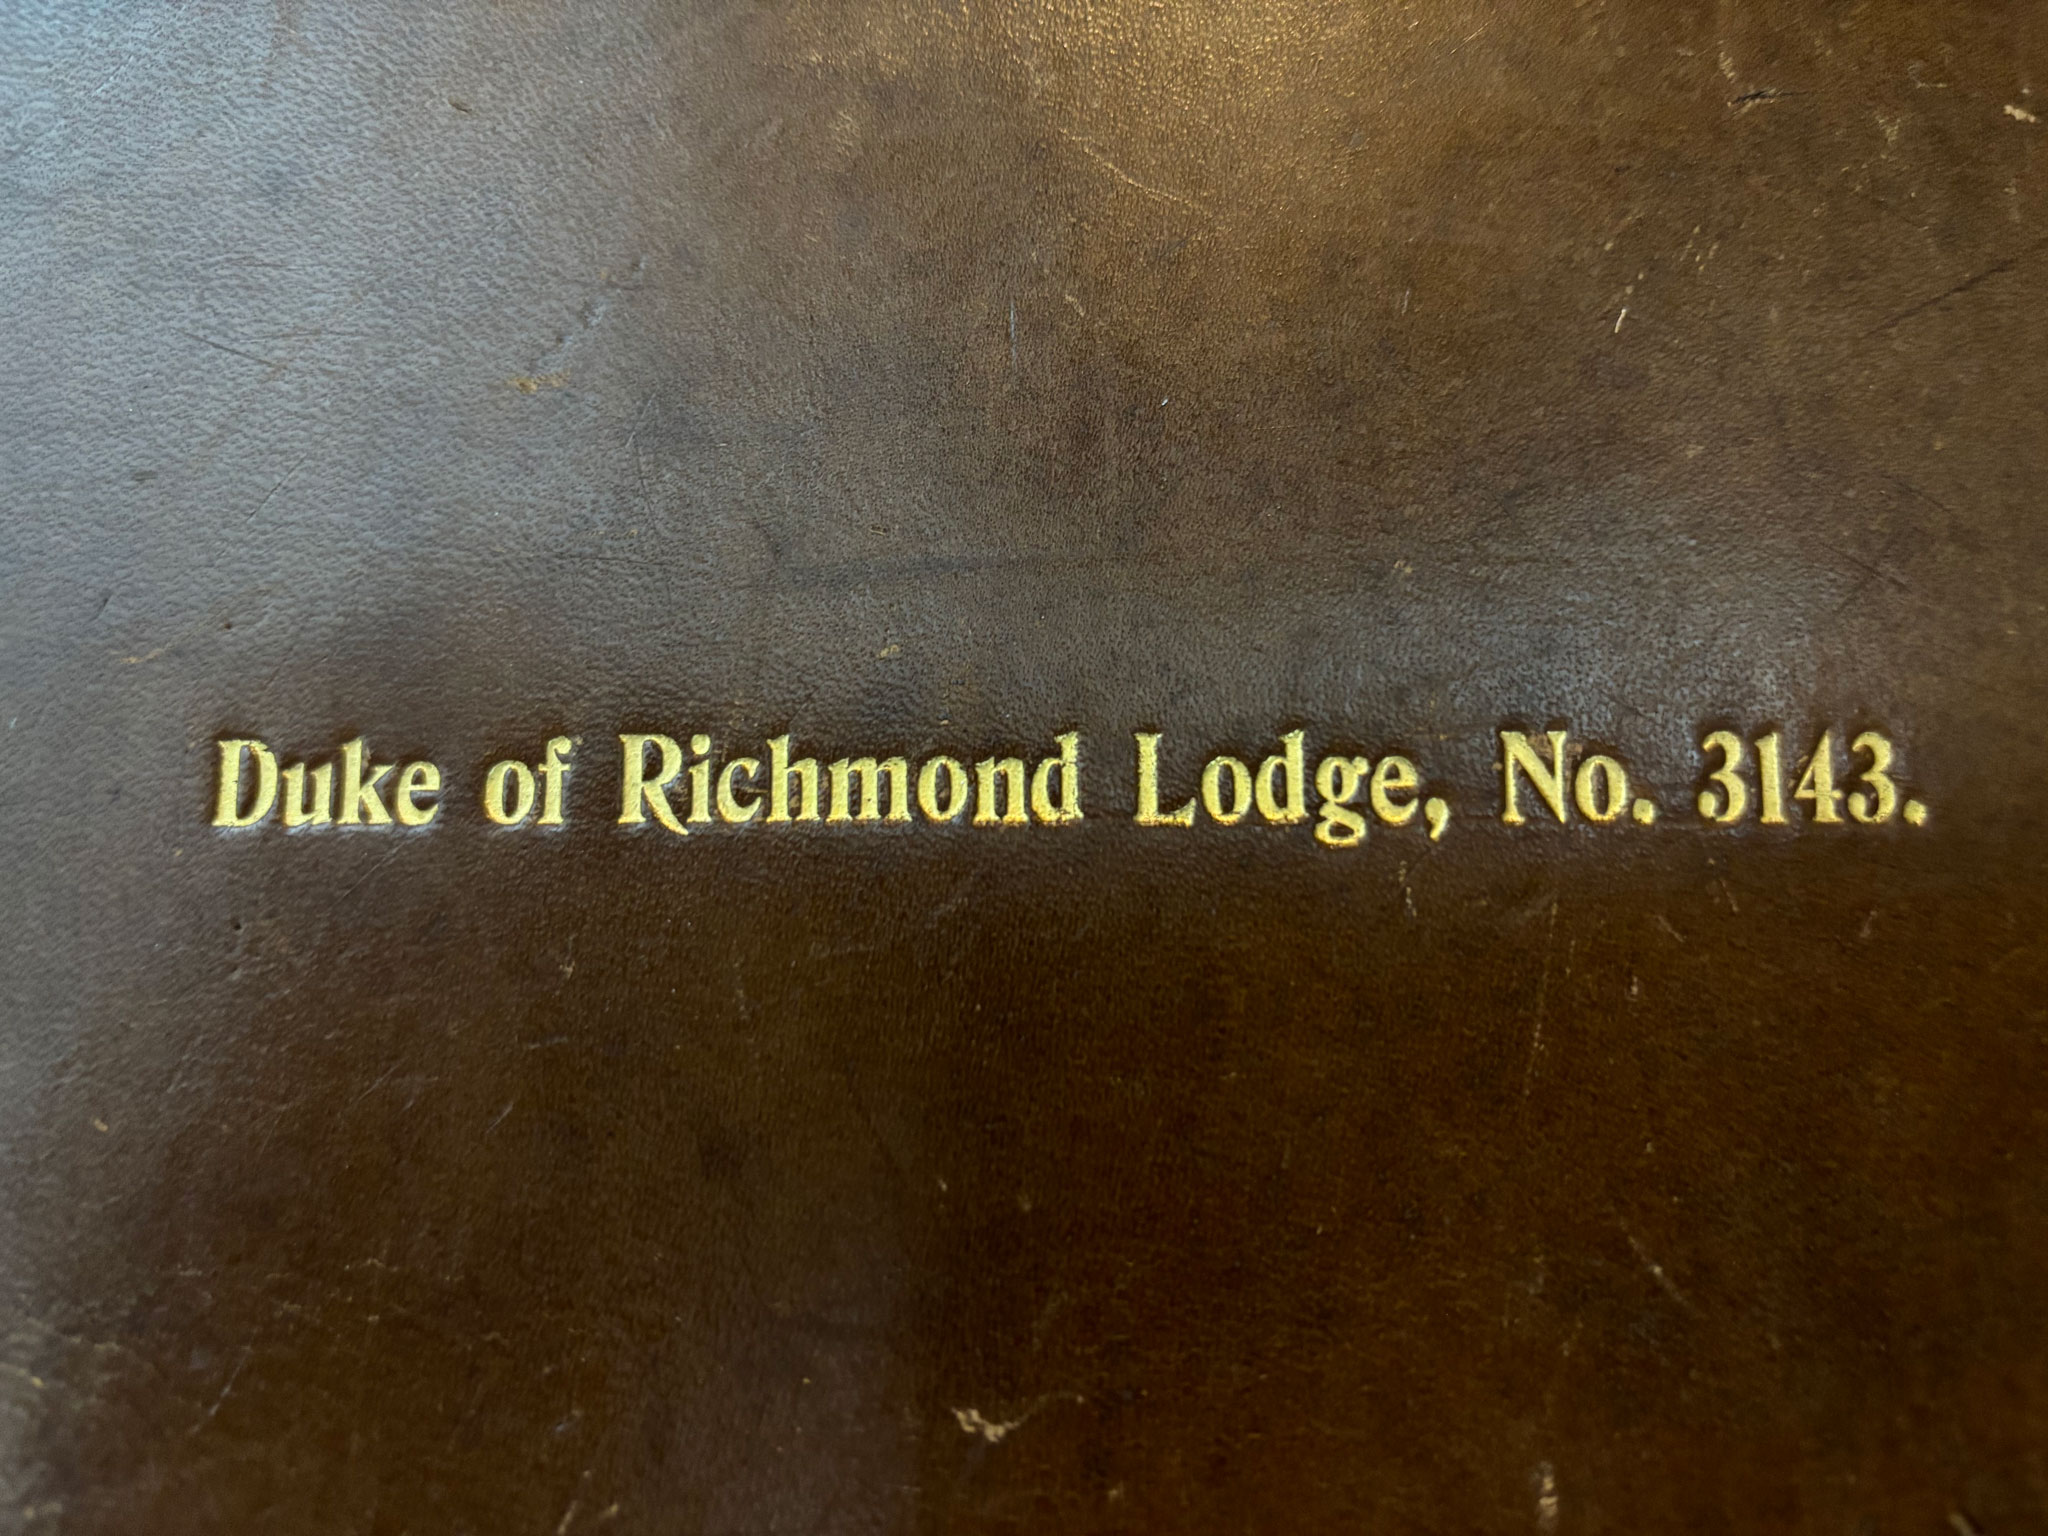 Duke of Richmond Lodge, No. 3143.